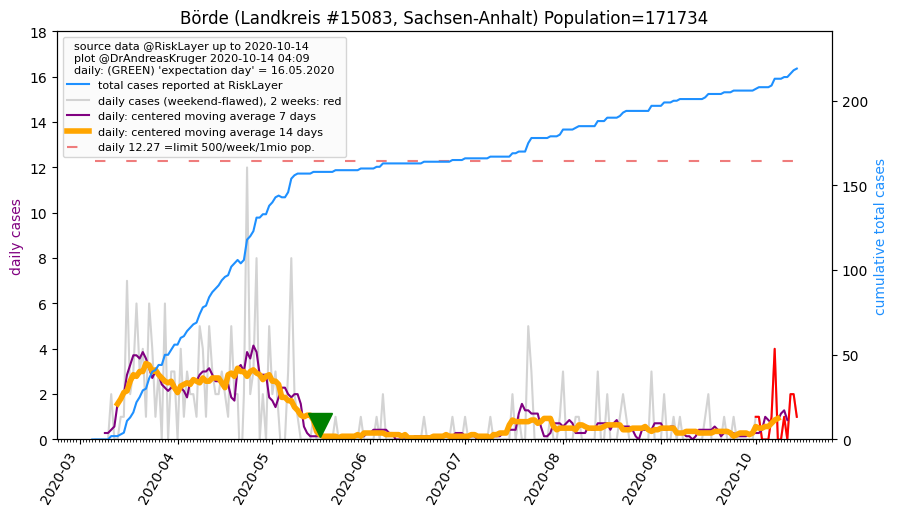 Börde (Landkreis #15083, Sachsen-Anhalt) Population=171734
source data @RiskLayer up to 2020-10-14
plot @DrAndreasKruger 2020-10-14 04:09
daily: (GREEN) 'expectation day' = 16.05.2020
total cases reported at RiskLayer
daily cases (weekend-flawed), 2 weeks: red
daily: centered moving average 7 days
daily: centered moving average 14 days
daily 12.27 =limit 500/week/1mio pop.
daily cases
18
16
14
12
10
8
6
4
2
0
cumulative total cases
200
150
100
50
0
2020-03
2020-04
2020-05
2020-06
2020-07
2020-08
2020-09
2020-10